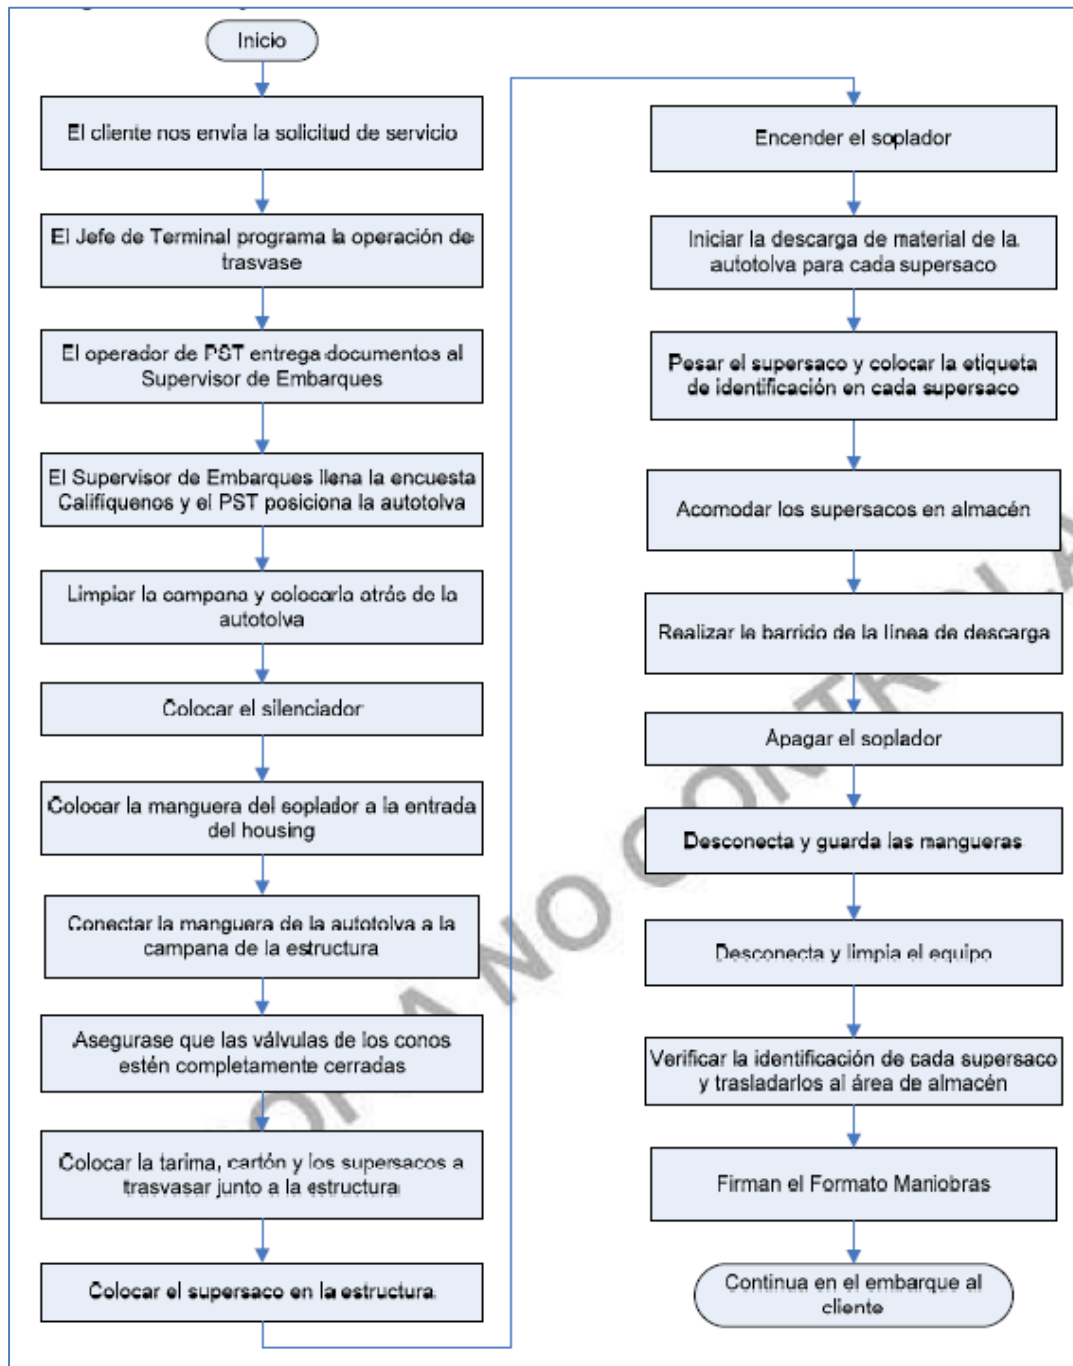 Inicio
El cliente nos envía la solicitud de servicio
El Jefe de Terminal programa la operación de
trasvase
El operador de PST entrega documentos al
Supervisor de Embarques
El Supervisor de Embarques llena la encuesta
Califíquenos y el PST posiciona la autotolva
Limpiar la campana y colocarla atrás de la
autotolva
Colocar el silenciador
Colocar la manguera del soplador a la entrada
del housing
Conectar la manguera de la autotolva a la
campana de la estructura
Asegurase que las válvulas de los conos
estén completamente cerradas
Colocar la tarima, cartón y los supersacos a
trasvasar junto a la estructura
Colocar el supersaco en la estructura.
Encender el soplador
Iniciar la descarga de material de la
autotolva para cada supersaco
Pesar el supersaco y colocar la etiqueta
de identificación en cada supersaco
Acomodar los supersacos en almacén
Realizar le barrido de la línea de descarga
Apagar el soplador
Desconecta y guarda las mangueras
Desconecta y limpia el equipo
Verificar la identificación de cada supersaco
y trasladarlos al área de almacén
Firman el Formato Maniobras
Continua en el embarque al
cliente
OPIA NO CONTROLA